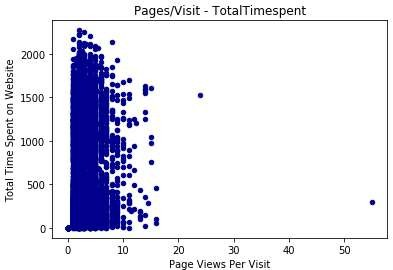 Pages/Visit - TotalTimespent
Total Time Spent on Website
2000
1500
1000
500
0
0 10 20 30 40 50
Page Views Per Visit